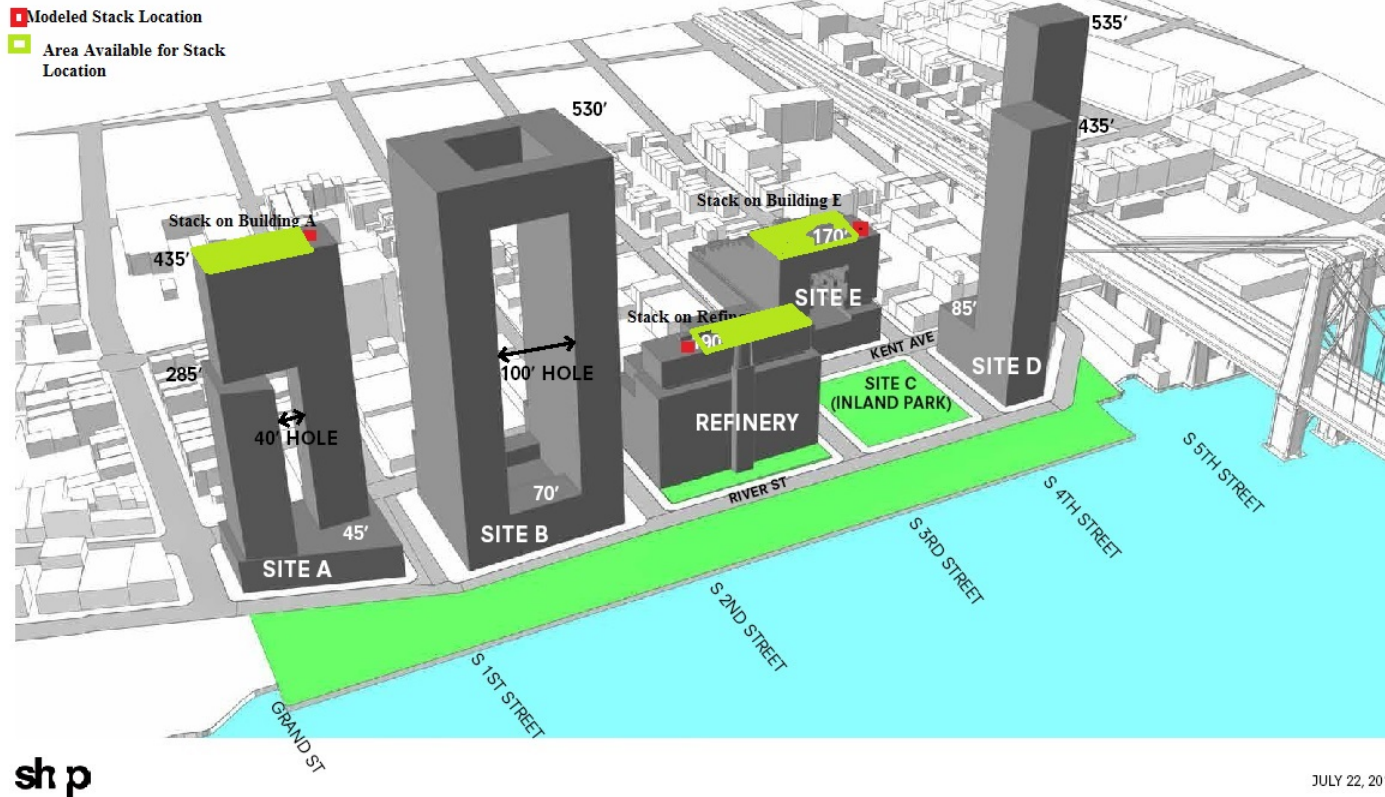 Modeled Stack Location
Area Available for Stack
Location
535'
530'
435'
Stack on Building A
Stack on Building E
435'
170'
SITE E
Stack on
85'
285'
KENT AVE
SITE D
100' HOLE
SITE C
(INLAND PARK)
40' HOLE
REFINERY
RIVER ST
70'
45'
SITE B
SITE A
S 5TH STREET
S 4TH STREET
S 3RD STREET
S 2ND STREET
S 1ST STREET
GRAND ST
shop
JULY 22, 20